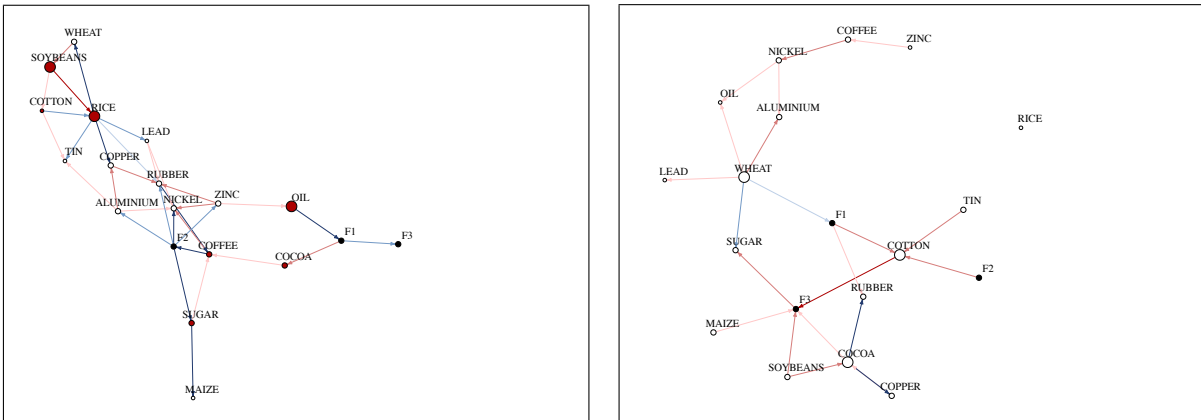 WHEAT
SOYBEANS
COTTON
RICE
LEAD
TIN
COPPER
RUBBER
ALUMINIUM
NICKEL
ZINC
OIL
F2
F1
F3
COFFEE
COCOA
SUGAR
MAIZE
COFFEE
ZINC
NICKEL
OIL
ALUMINIUM
RICE
LEAD
WHEAT
F1
TIN
SUGAR
COTTON
F2
RUBBER
F3
MAIZE
COCOA
SOYBEANS
COPPER